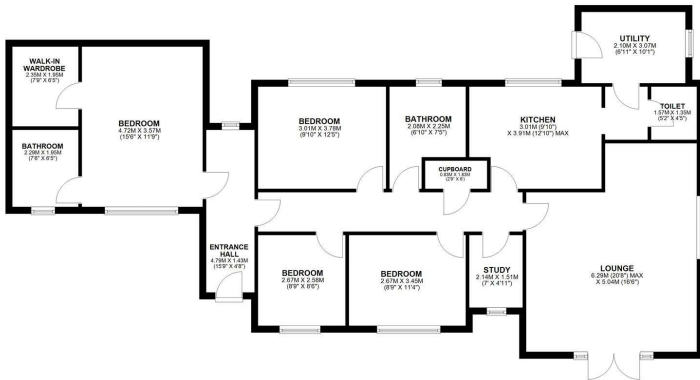 UTILITY
2.10M X 3.07M
(6'11" X 10'1")
WALK-IN
WARDROBE
2.35M X 1.95M
(7'9" X 6'5")
BEDROOM
4.72M X 3.57M
(15'6" X 11'9")
BEDROOM
3.01M X 3.78M
(9'10" X 12'5")
BATHROOM
2.08M X 2.25M
(6'10" X 7'5")
KITCHEN
3.01M (9'10")
X 3.91M (12'10") MAX
TOILET
1.57M X 1.35M
(5'2" X 4'5")
BATHROOM
2.29M X 1.95M
(7'6" X 6'5")
CUPBOARD
0.83M X 1.83M
(2'9" X 6')
ENTRANCE
HALL
4.79M X 1.43M
(15'9" X 4'8")
BEDROOM
2.67M X 2.58M
(8'9" X 8'6")
BEDROOM
2.67M X 3.45M
(8'9" X 11'4")
STUDY
2.14M X 1.51M
(7' X 4'11")
LOUNGE
6.29M (20'8") MAX
X 5.04M (16'6")